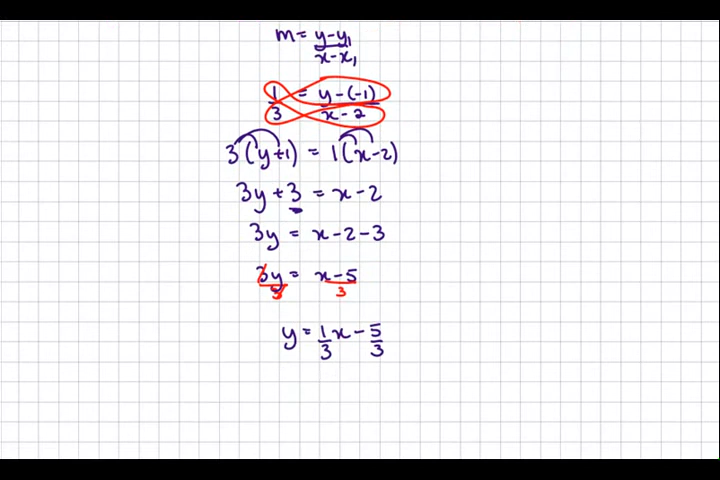 m = y-y₁ / x-x₁
1/3 = y-(-1) / x-2
3(y+1) = 1(x-2)
3y+3 = x-2
3y = x-2-3
3y/3 = x-5/3
y = 1/3 x - 5/3